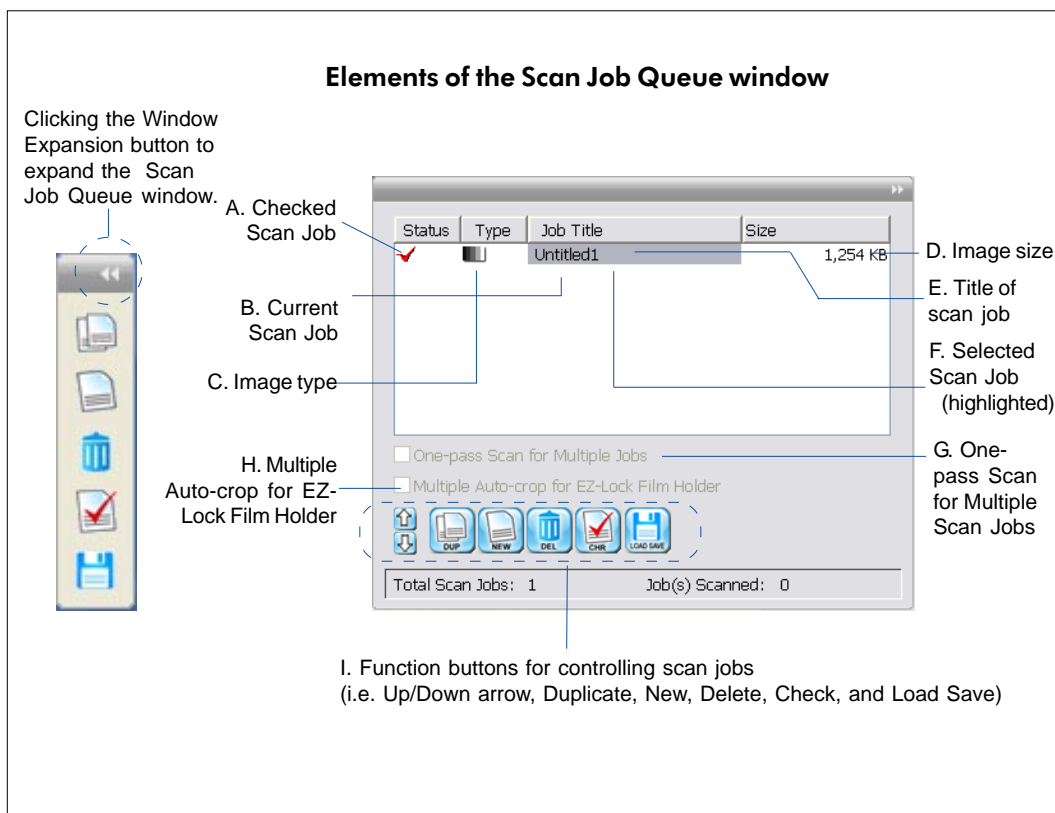 Elements of the Scan Job Queue window
Clicking the Window
Expansion button to
expand the Scan
Job Queue window.
A. Checked
Scan Job
B. Current
Scan Job
C. Image type
H. Multiple
Auto-crop for EZ-
Lock Film Holder
Status Type Job Title Size
Untitled1 1,254 KB
One-pass Scan for Multiple Jobs
Multiple Auto-crop for EZ-Lock Film Holder
DUP NEW DEL CHR LOAD SAVE
Total Scan Jobs: 1 Job(s) Scanned: 0
D. Image size
E. Title of
scan job
F. Selected
Scan Job
(highlighted)
G. One-
pass Scan
for Multiple
Scan Jobs
I. Function buttons for controlling scan jobs
(i.e. Up/Down arrow, Duplicate, New, Delete, Check, and Load Save)